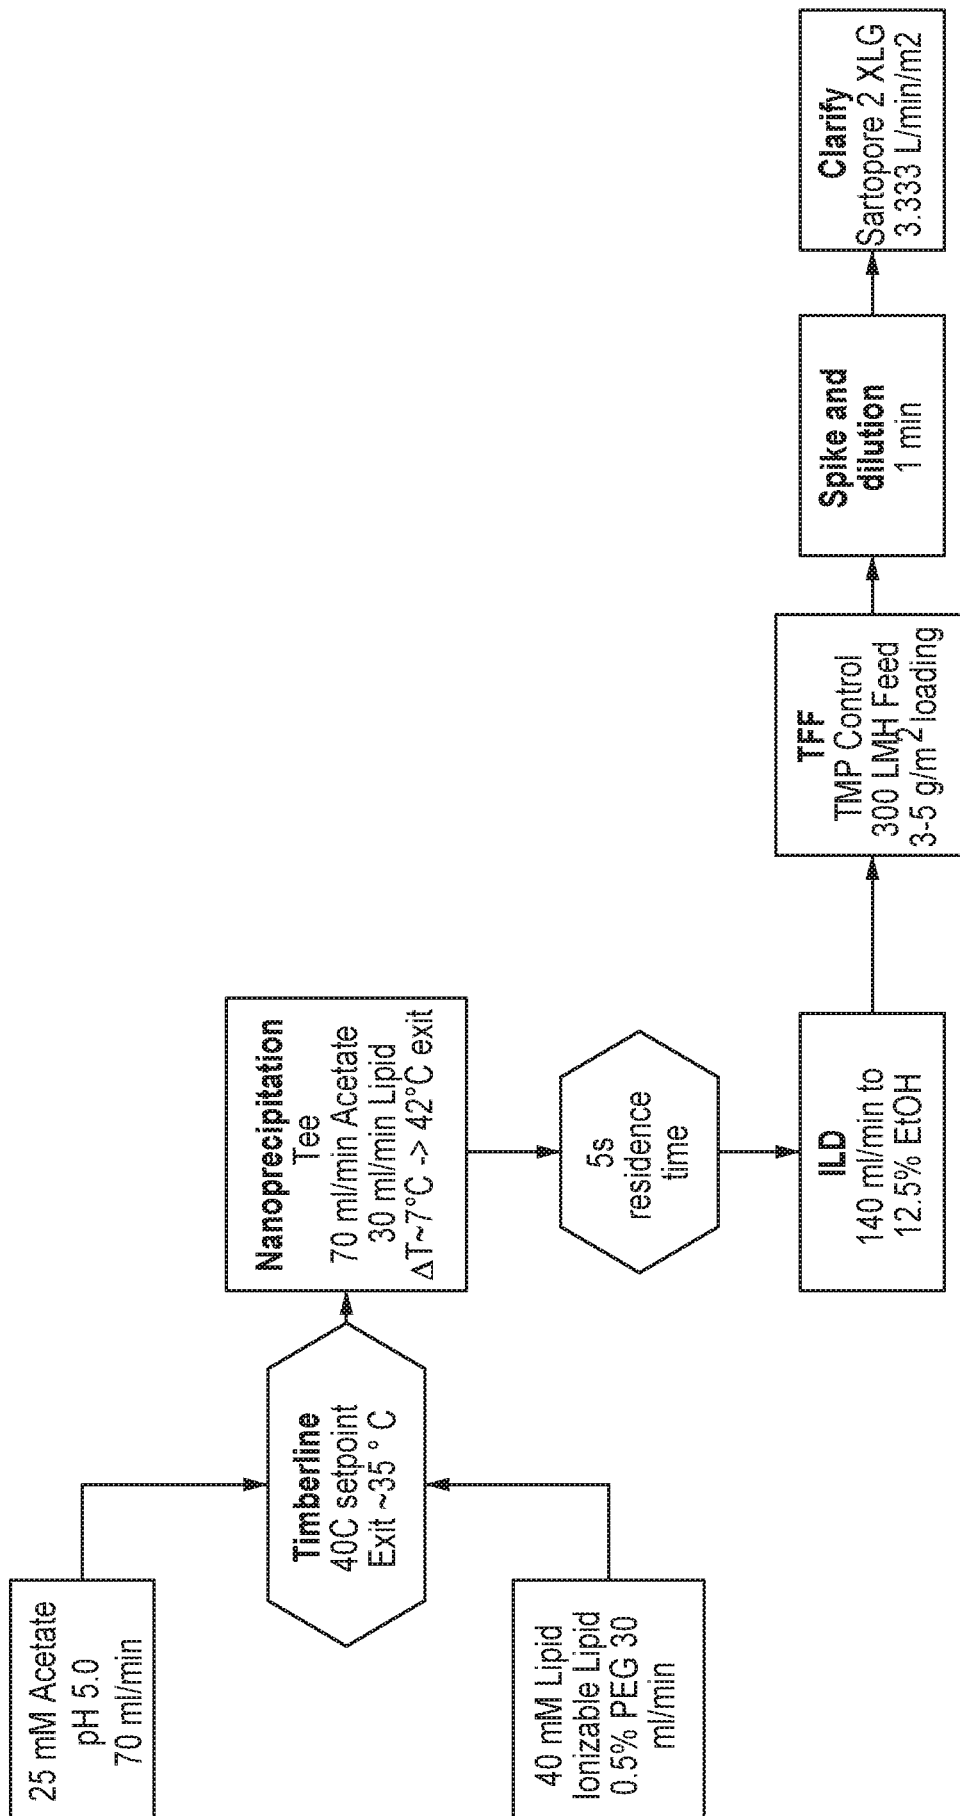 25 mM Acetate
pH 5.0
70 ml/min
40 mM Lipid
Ionizable Lipid
0.5% PEG 30
ml/min
Timberline
40C setpoint
Exit ~35 ° C
Nanoprecipitation
Tee
70 ml/min Acetate
30 ml/min Lipid
ΔT~7°C -> 42°C exit
5s
residence
time
ILD
140 ml/min to
12.5% EtOH
TFF
TMP Control
300 LMH Feed
3-5 g/m² loading
Spike and
dilution
1 min
Clarify
Sartopore 2 XLG
3.333 L/min/m2